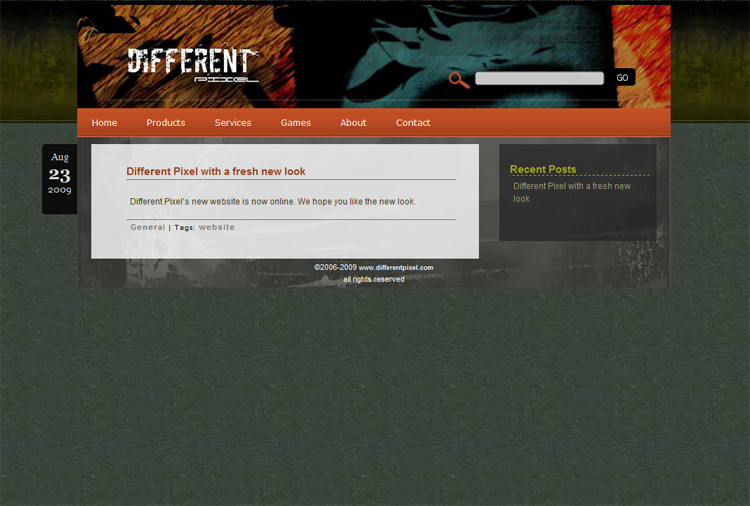 DiFFERENT
PIXEL
GO
Home Products Services Games About Contact
Aug
23
2009
Different Pixel with a fresh new look
Different Pixel's new website is now online. We hope you like the new look.
General | Tags: website
Recent Posts
Different Pixel with a fresh new
look
©2006-2009 www.differentpixel.com
all rights reserved